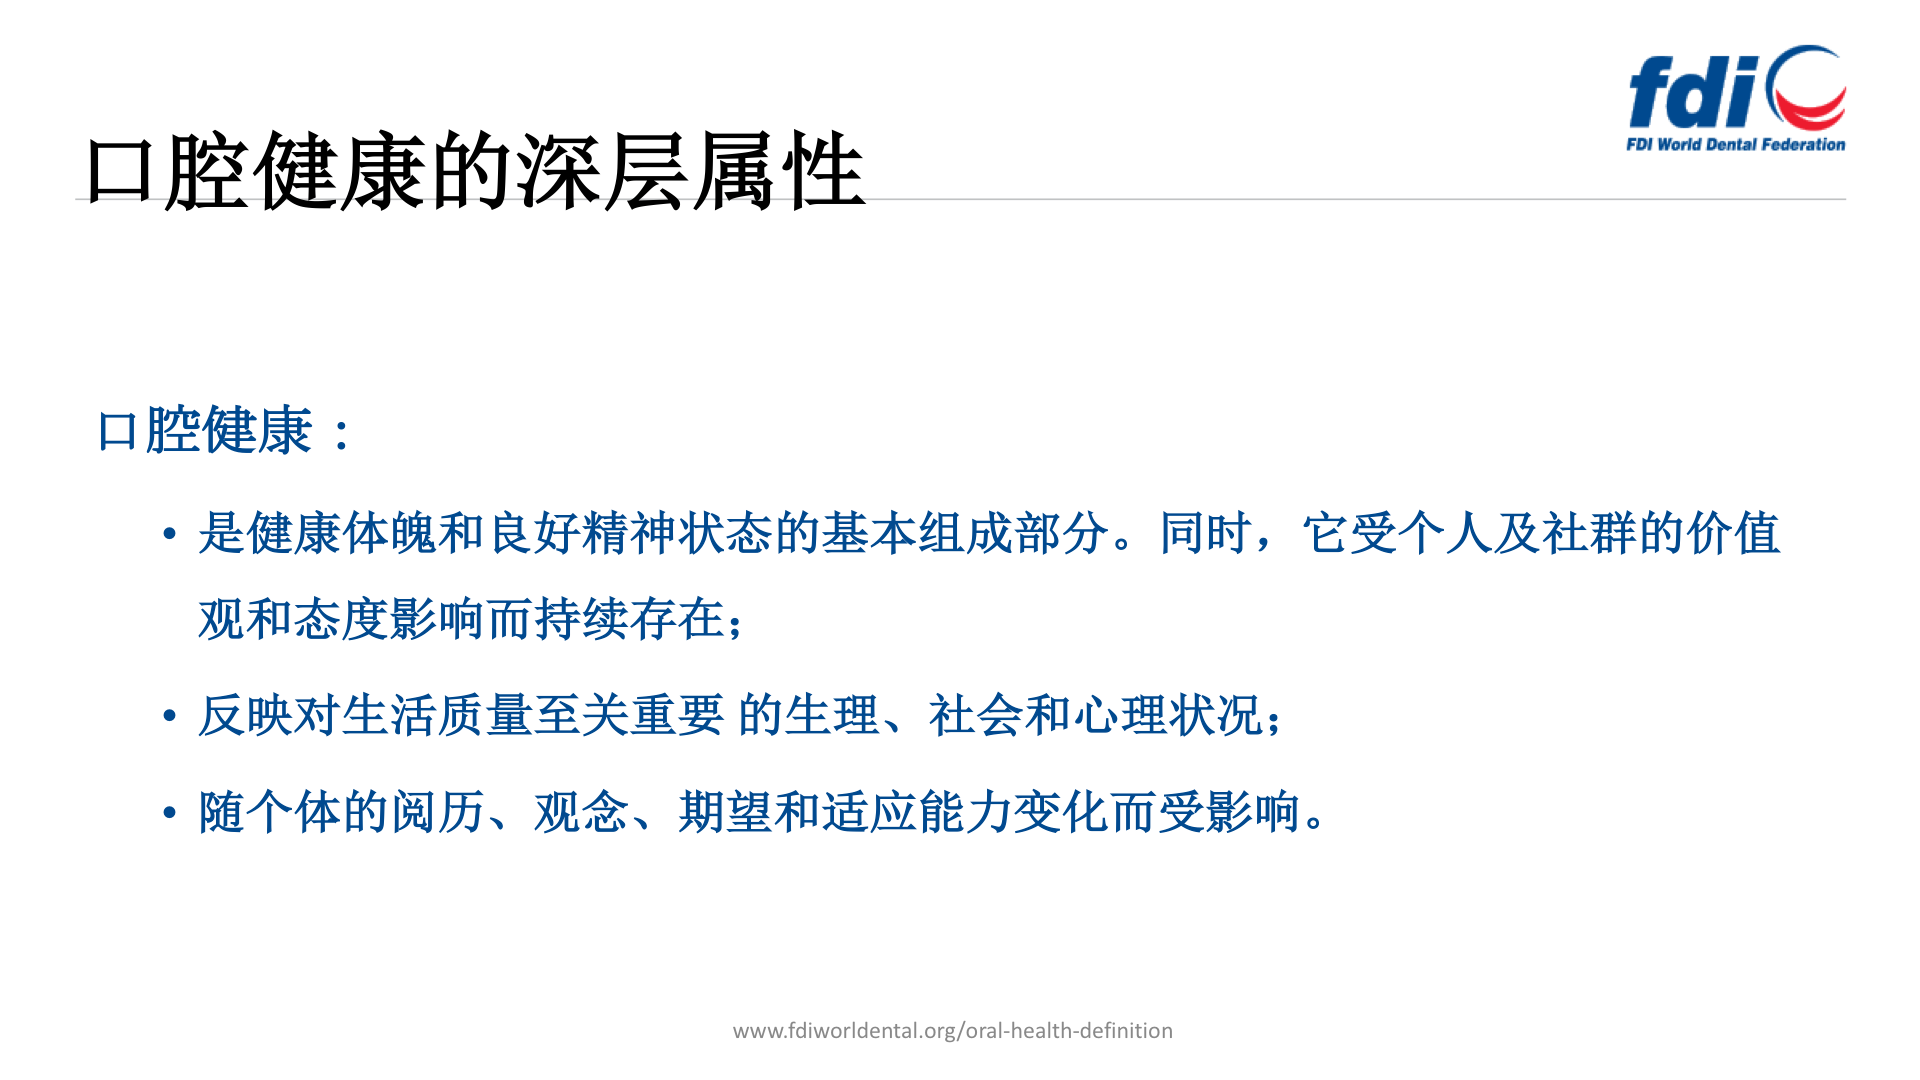 fdi
FDI World Dental Federation
口腔健康的深层属性
口腔健康：
• 是健康体魄和良好精神状态的基本组成部分。同时，它受个人及社群的价值
观和态度影响而持续存在；
• 反映对生活质量至关重要 的生理、社会和心理状况；
• 随个体的阅历、观念、期望和适应能力变化而受影响。
www.fdiworldental.org/oral-health-definition